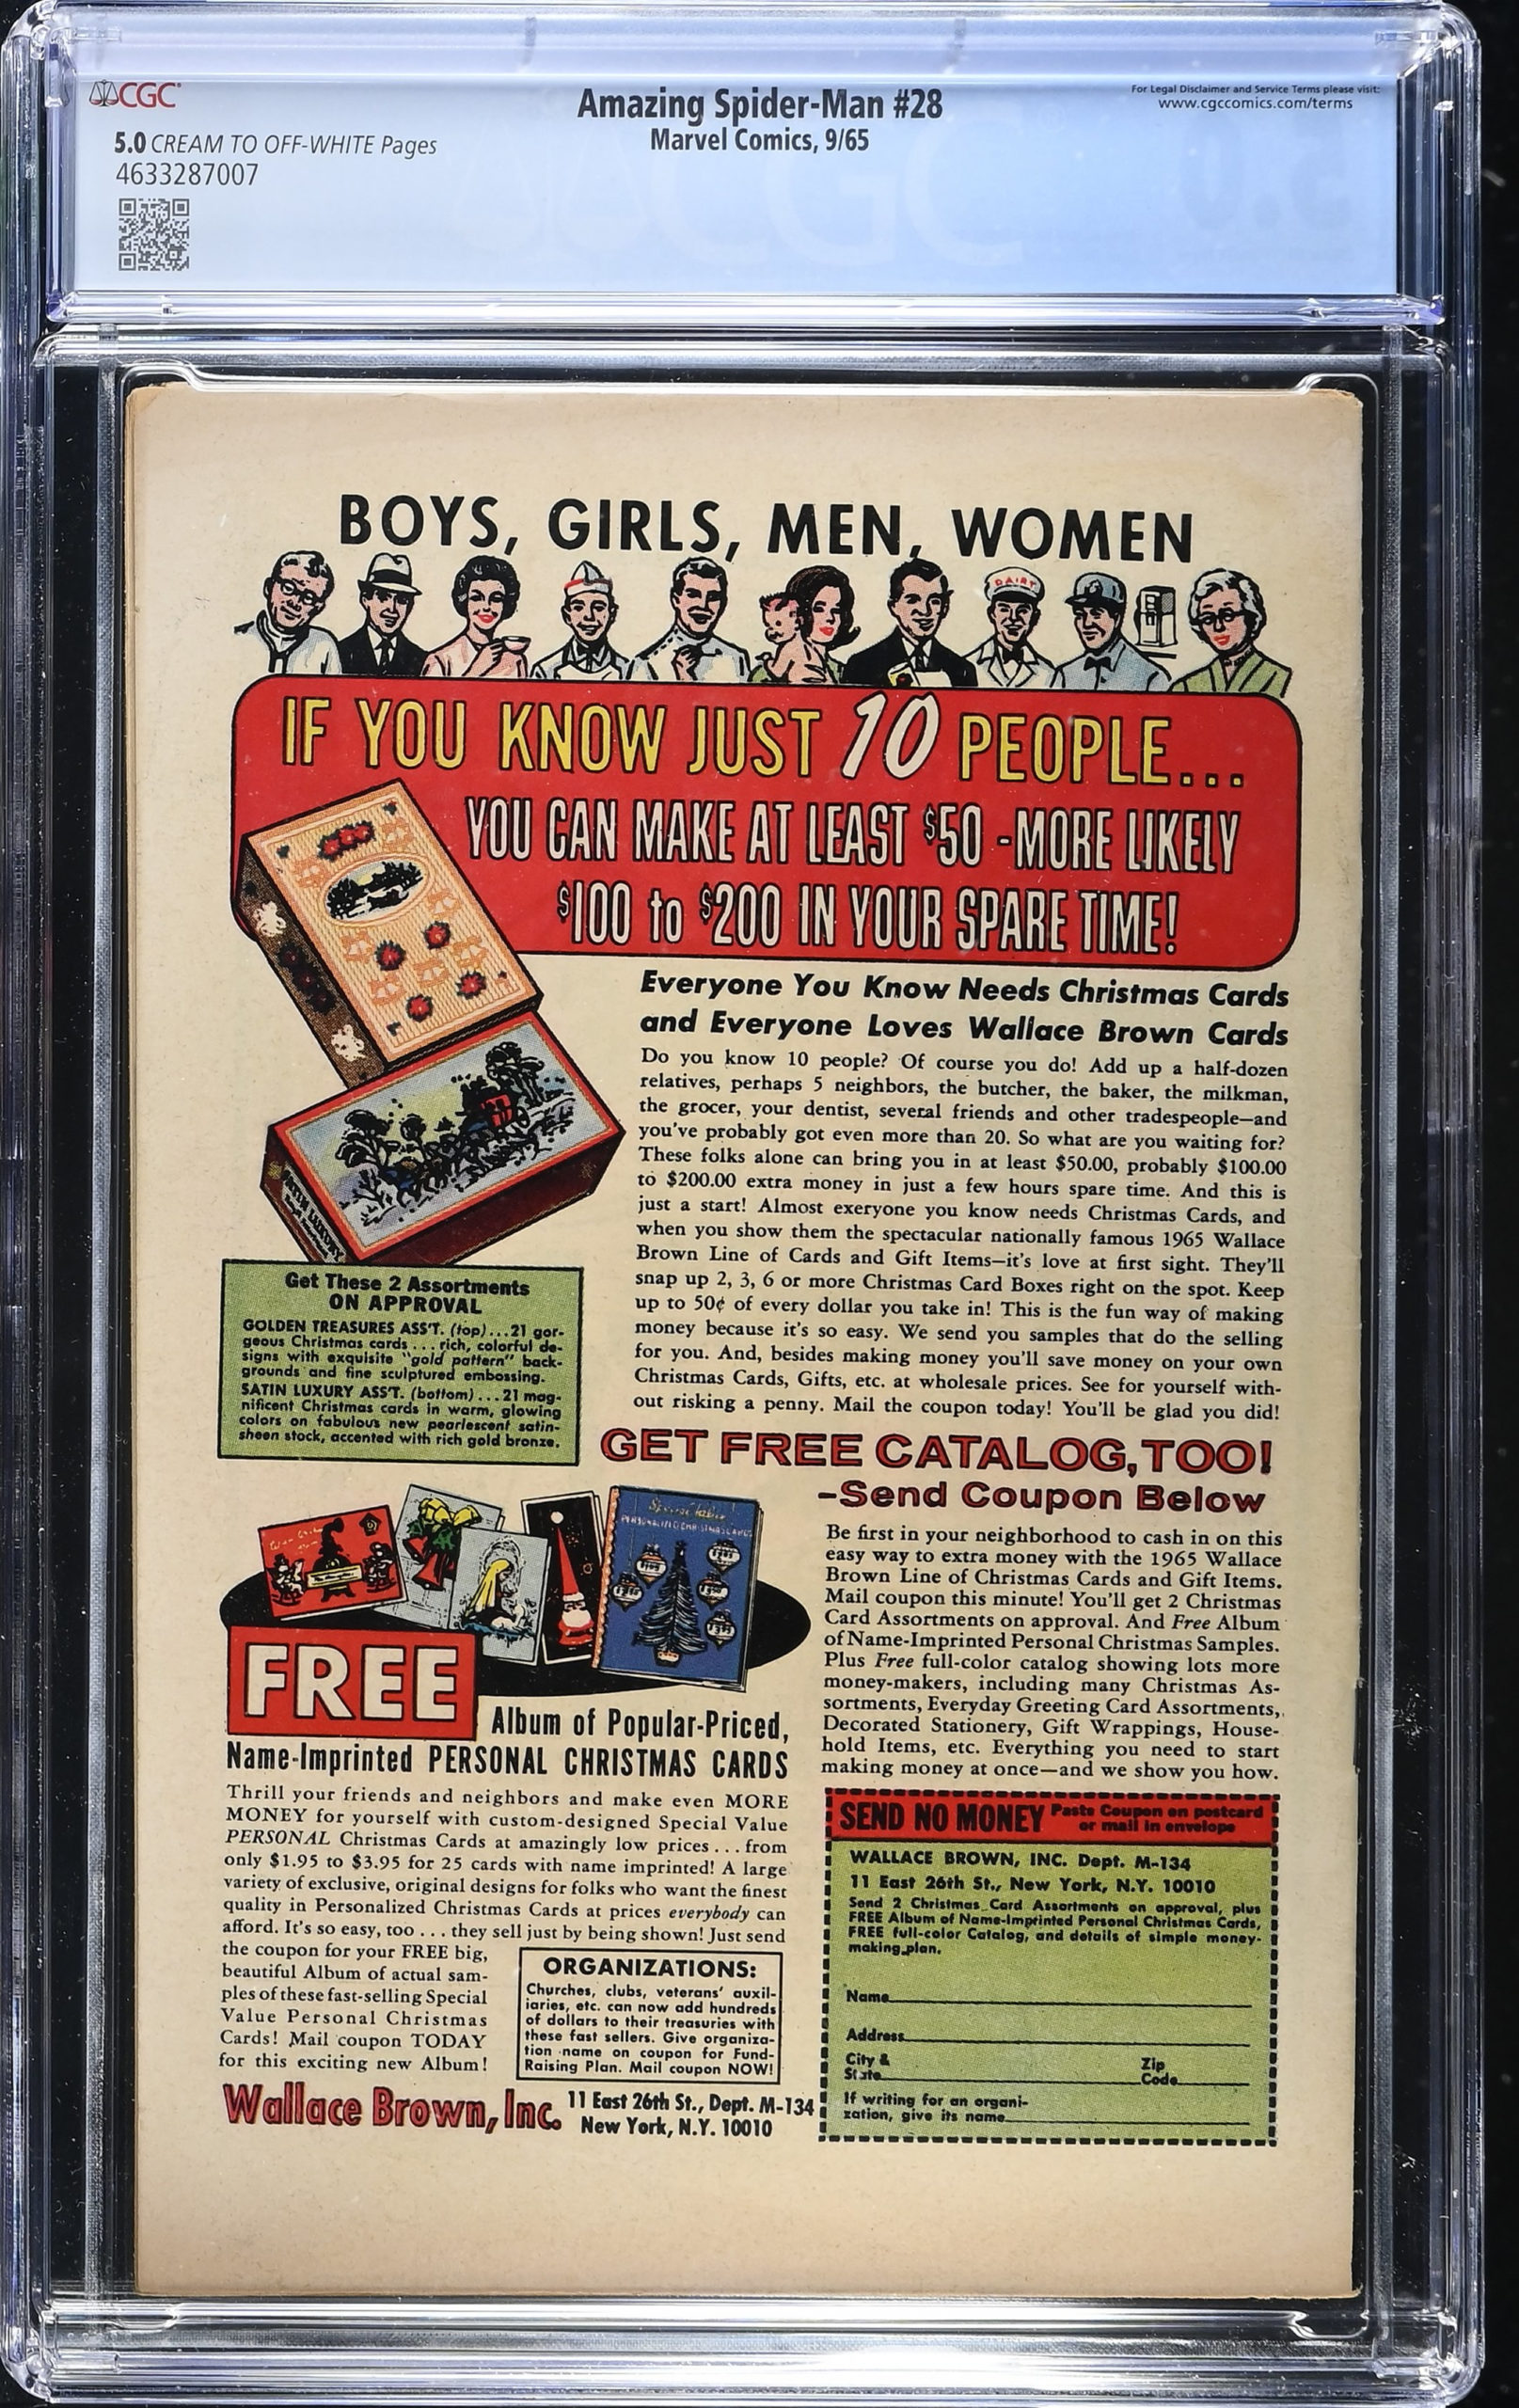 CGC
Amazing Spider-Man #28
For Legal Disclaimer and Service Terms please visit:
www.cgccomics.com/terms
5.0 CREAM TO OFF-WHITE Pages
Marvel Comics, 9/65
4633287007
BOYS, GIRLS, MEN, WOMEN
DAIRY
IF YOU KNOW JUST 10 PEOPLE...
YOU CAN MAKE AT LEAST $50 -MORE LIKELY
$100 to $200 IN YOUR SPARE TIME!
Everyone You Know Needs Christmas Cards
and Everyone Loves Wallace Brown Cards
Do you know 10 people? Of course you do! Add up a half-dozen
relatives, perhaps 5 neighbors, the butcher, the baker, the milkman,
the grocer, your dentist, several friends and other tradespeople—and
you've probably got even more than 20. So what are you waiting for?
These folks alone can bring you in at least $50.00, probably $100.00
to $200.00 extra money in just a few hours spare time. And this is
just a start! Almost exeryone you know needs Christmas Cards, and
when you show them the spectacular nationally famous 1965 Wallace
Brown Line of Cards and Gift Items—it's love at first sight. They'll
snap up 2, 3, 6 or more Christmas Card Boxes right on the spot. Keep
up to 50¢ of every dollar you take in! This is the fun way of making
money because it's so easy. We send you samples that do the selling
for you. And, besides making money you'll save money on your own
Christmas Cards, Gifts, etc. at wholesale prices. See for yourself with-
out risking a penny. Mail the coupon today! You'll be glad you did!
SATIN LUXURY
Get These 2 Assortments
ON APPROVAL
GOLDEN TREASURES ASS'T. (top)...21 gor-
geous Christmas cards... rich, colorful de-
signs with exquisite "gold pattern" back-
grounds and fine sculptured embossing.
SATIN LUXURY ASS'T. (bottom)...21 mag-
nificent Christmas cards in warm, glowing
colors on fabulous new pearlescent satin-
sheen stock, accented with rich gold bronze.
GET FREE CATALOG, TOO!
-Send Coupon Below
Be first in your neighborhood to cash in on this
easy way to extra money with the 1965 Wallace
Brown Line of Christmas Cards and Gift Items.
Mail coupon this minute! You'll get 2 Christmas
Card Assortments on approval. And Free Album
of Name-Imprinted Personal Christmas Samples.
Plus Free full-color catalog showing lots more
money-makers, including many Christmas As-
sortments, Everyday Greeting Card Assortments,
Decorated Stationery, Gift Wrappings, House-
hold Items, etc. Everything you need to start
making money at once—and we show you how.
Special Value
PERSONALIZED CHRISTMAS CARDS
FREE
Album of Popular-Priced,
Name-Imprinted PERSONAL CHRISTMAS CARDS
Thrill your friends and neighbors and make even MORE
MONEY for yourself with custom-designed Special Value
PERSONAL Christmas Cards at amazingly low prices... from
only $1.95 to $3.95 for 25 cards with name imprinted! A large
variety of exclusive, original designs for folks who want the finest
quality in Personalized Christmas Cards at prices everybody can
afford. It's so easy, too... they sell just by being shown! Just send
the coupon for your FREE big,
beautiful Album of actual sam-
ples of these fast-selling Special
Value Personal Christmas
Cards! Mail coupon TODAY
for this exciting new Album!
ORGANIZATIONS:
Churches, clubs, veterans' auxil-
iaries, etc. can now add hundreds
of dollars to their treasuries with
these fast sellers. Give organiza-
tion name on coupon for Fund-
Raising Plan. Mail coupon NOW!
Wallace Brown, Inc.
11 East 26th St., Dept. M-134
New York, N.Y. 10010
SEND NO MONEY
Paste Coupon on postcard
or mail in envelope
WALLACE BROWN, INC. Dept. M-134
11 East 26th St., New York, N.Y. 10010
Send 2 Christmas Card Assortments on approval, plus
FREE Album of Name-Imprinted Personal Christmas Cards,
FREE full-color Catalog, and details of simple money-
making plan.
Name
Address
City &
State
Zip
Code
If writing for an organi-
zation, give its name